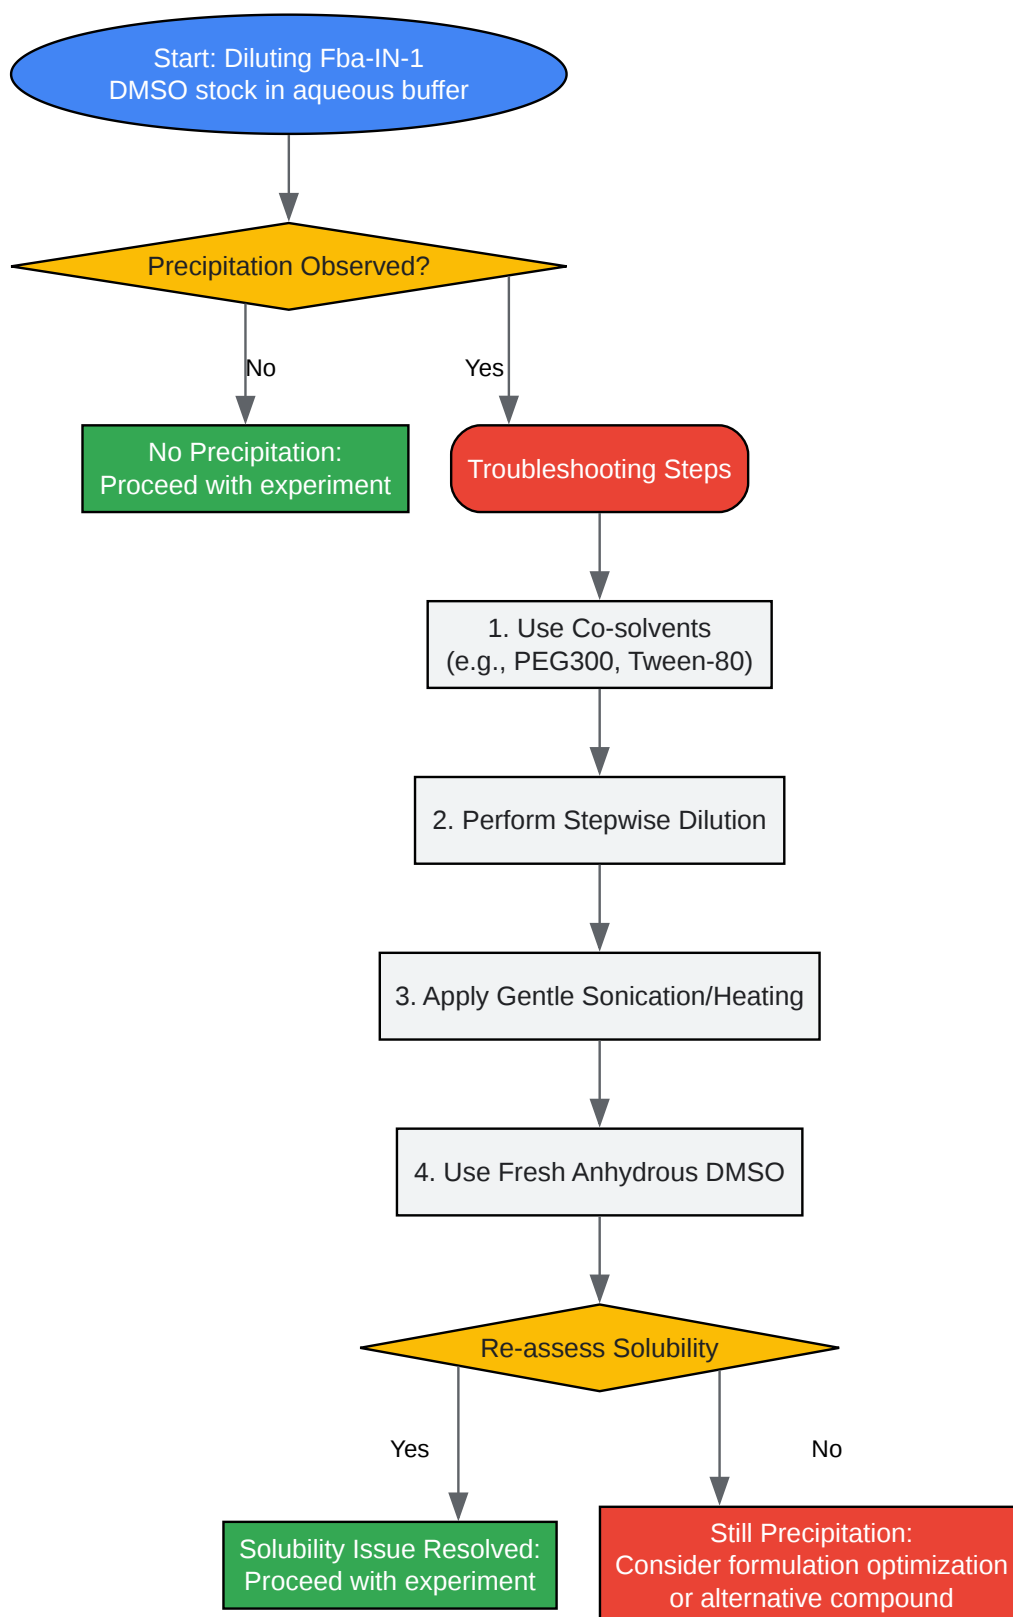 Start: Diluting Fba-IN-1
DMSO stock in aqueous buffer
Precipitation Observed?
No
Yes
No Precipitation:
Proceed with experiment
Troubleshooting Steps
1. Use Co-solvents
(e.g., PEG300, Tween-80)
2. Perform Stepwise Dilution
3. Apply Gentle Sonication/Heating
4. Use Fresh Anhydrous DMSO
Re-assess Solubility
Yes
No
Solubility Issue Resolved:
Proceed with experiment
Still Precipitation:
Consider formulation optimization
or alternative compound